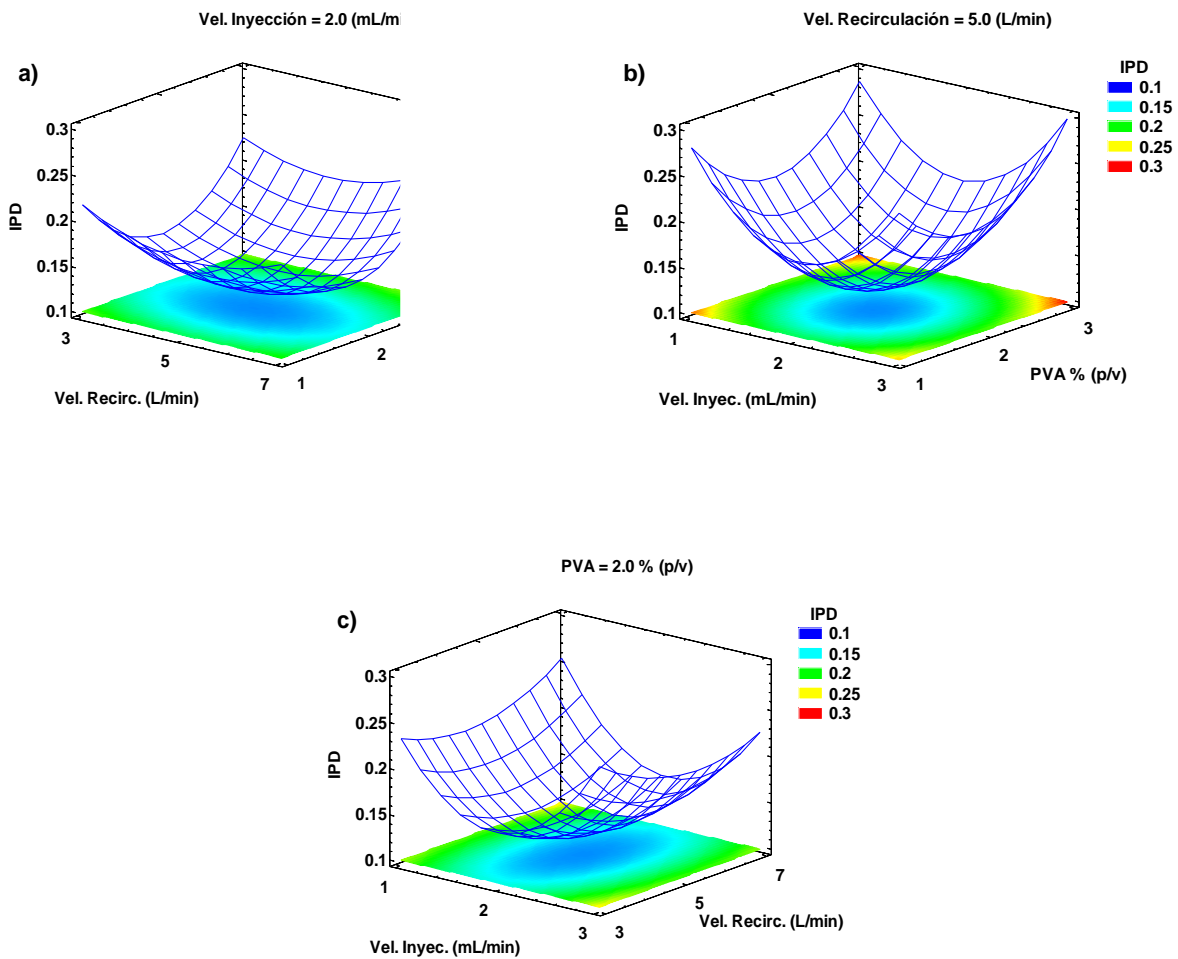 Vel. Inyección = 2.0 (mL/mi
a)
0.3
0.25
0.2
0.15
0.1
IPD
3
5
7
1
2
Vel. Recirc. (L/min)
Vel. Recirculación = 5.0 (L/min)
b)
IPD
0.1
0.15
0.2
0.25
0.3
0.3
0.25
0.2
0.15
0.1
IPD
1
2
3
1
2
3
Vel. Inyec. (mL/min)
PVA % (p/v)
PVA = 2.0 % (p/v)
c)
IPD
0.1
0.15
0.2
0.25
0.3
0.3
0.25
0.2
0.15
0.1
IPD
1
2
3
3
5
7
Vel. Inyec. (mL/min)
Vel. Recirc. (L/min)